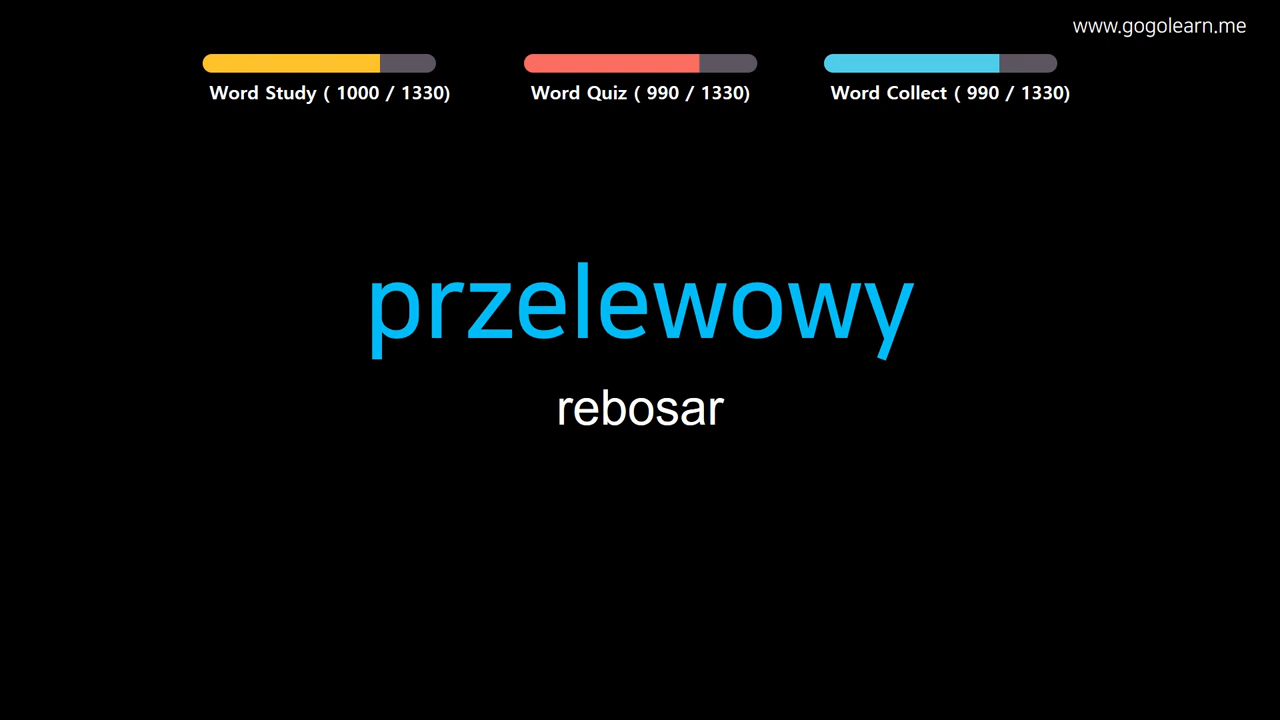 www.gogolearn.me
Word Study ( 1000 / 1330)
Word Quiz ( 990 / 1330)
Word Collect ( 990 / 1330)
przelewowy
rebosar